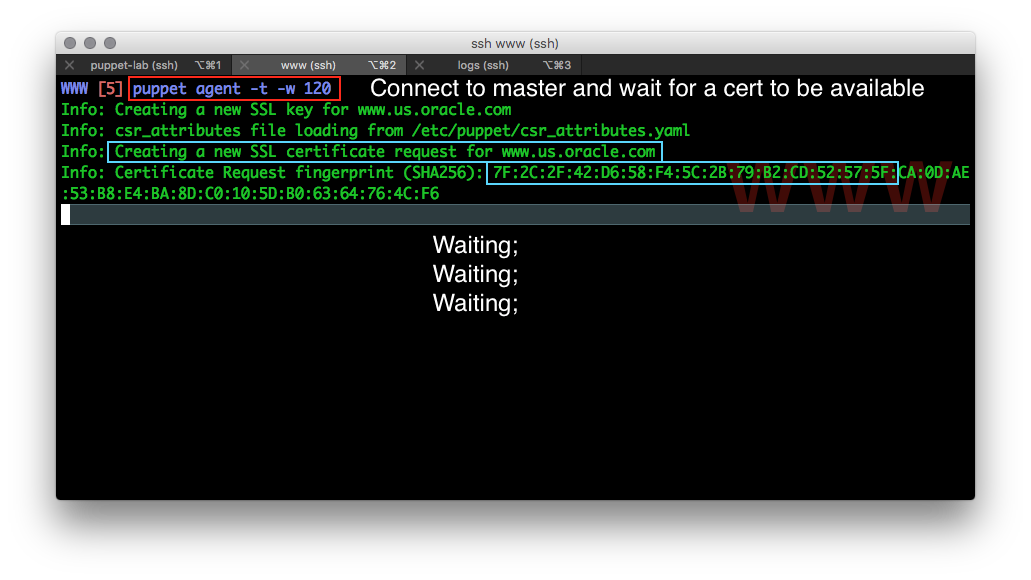 ssh www (ssh)
puppet-lab (ssh) ⌥⌘1 www (ssh) ⌥⌘2 logs (ssh) ⌥⌘3
WWW [5] puppet agent -t -w 120 Connect to master and wait for a cert to be available
Info: Creating a new SSL key for www.us.oracle.com
Info: csr_attributes file loading from /etc/puppet/csr_attributes.yaml
Info: Creating a new SSL certificate request for www.us.oracle.com
Info: Certificate Request fingerprint (SHA256): 7F:2C:2F:42:D6:58:F4:5C:2B:79:B2:CD:52:57:5F:CA:0D:AE
:53:B8:E4:BA:8D:C0:10:5D:B0:63:64:76:4C:F6
WWW
Waiting;
Waiting;
Waiting;